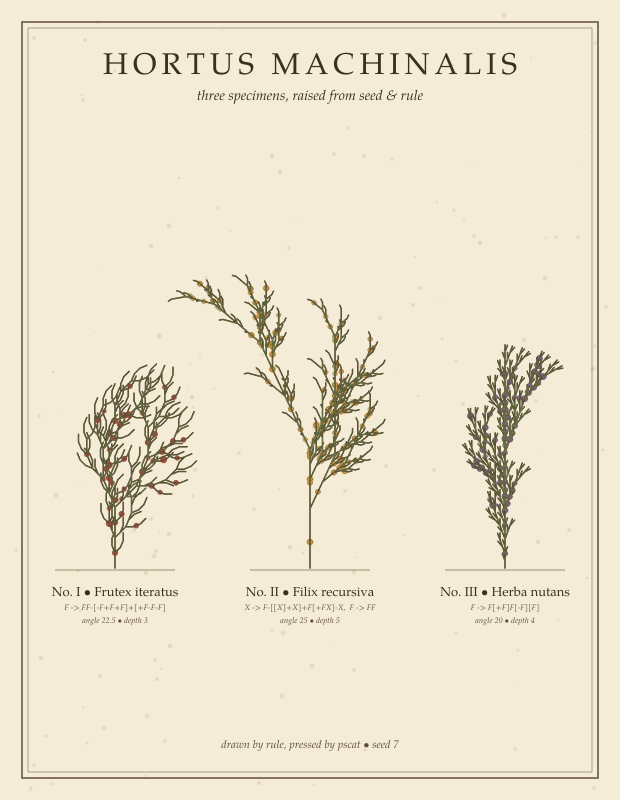 HORTUS MACHINALIS
three specimens, raised from seed & rule
No. I • Frutex iteratus
F -> FF-[-F+F+F]+[+F-F-F]
angle 22.5 • depth 3
No. II • Filix recursiva
X -> F-[[X]+X]+F[+FX]-X, F -> FF
angle 25 • depth 5
No. III • Herba nutans
F -> F[+F]F[-F][F]
angle 20 • depth 4
drawn by rule, pressed by pscat • seed 7